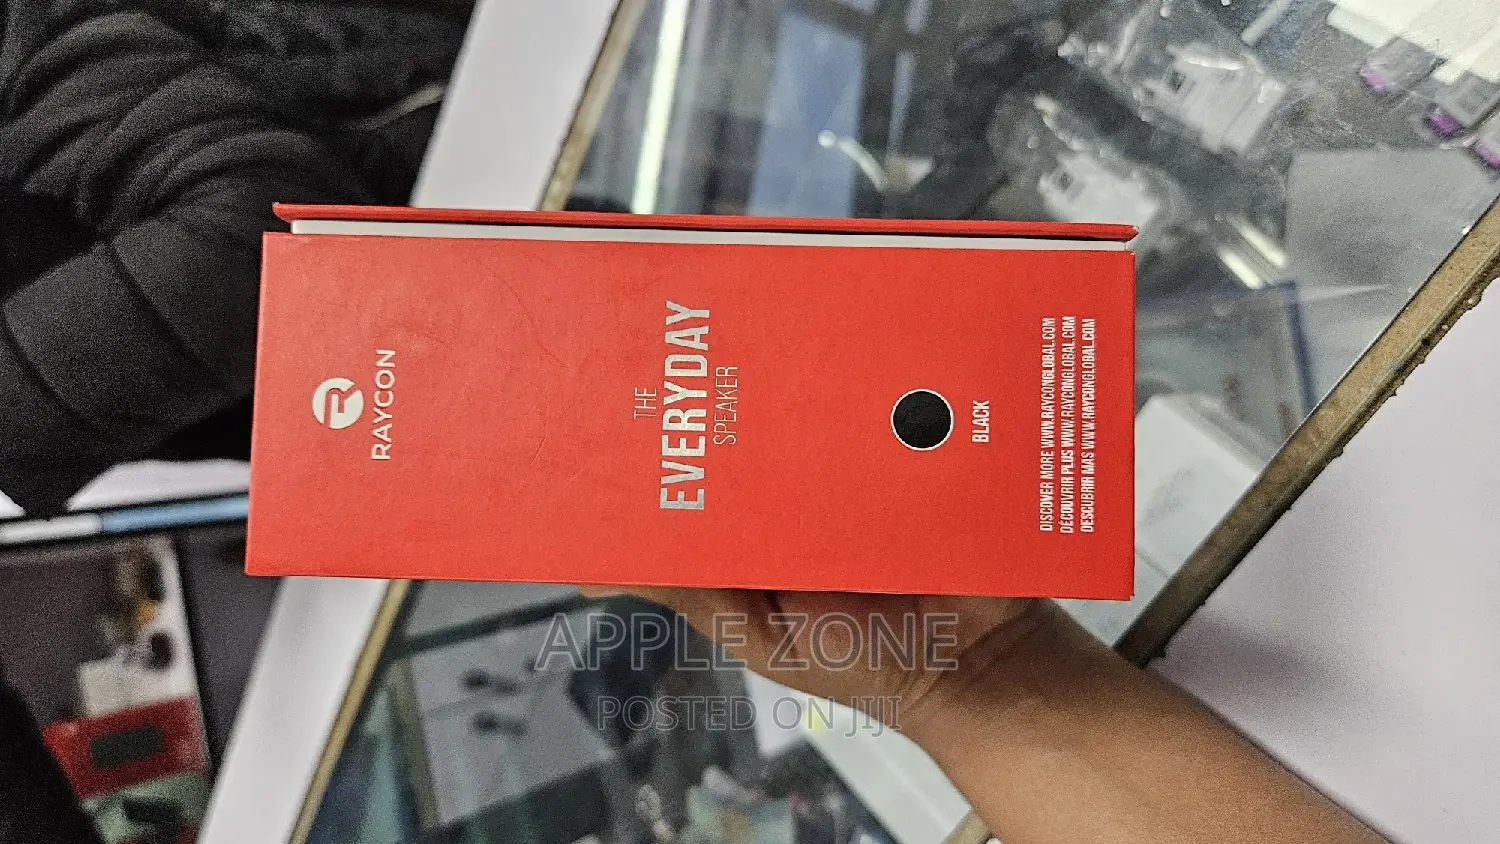 RAYCON
THE
EVERYDAY
SPEAKER
BLACK
DISCOVER MORE WWW.RAYCONGLOBAL.COM
DÉCOUVRIR PLUS WWW.RAYCONGLOBAL.COM
DESCUBRIR MAS WWW.RAYCONGLOBAL.COM
APPLE ZONE
POSTED ON JIJI